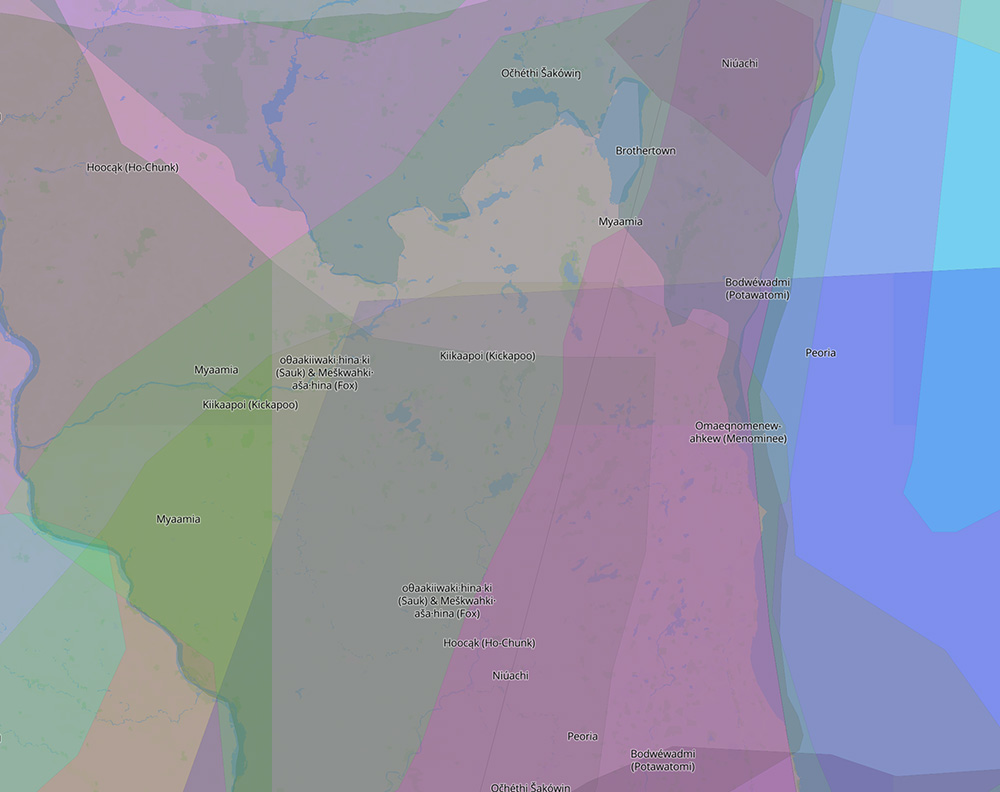 Očhéthi Šakówiŋ
Niúachi
Brothertown
Hoocąk (Ho-Chunk)
Myaamia
Bodwéwadmi
(Potawatomi)
Peoria
Kiikaapoi (Kickapoo)
oθaakiiwaki·hina·ki
(Sauk) & Meškwahki·
aša·hina (Fox)
Myaamia
Kiikaapoi (Kickapoo)
Omaeqnomenew-
ahkew (Menominee)
Myaamia
oθaakiiwaki·hina·ki
(Sauk) & Meškwahki·
aša·hina (Fox)
Hoocąk (Ho-Chunk)
Niúachi
Peoria
Bodwéwadmi
(Potawatomi)
Očhéthi Šakówiŋ